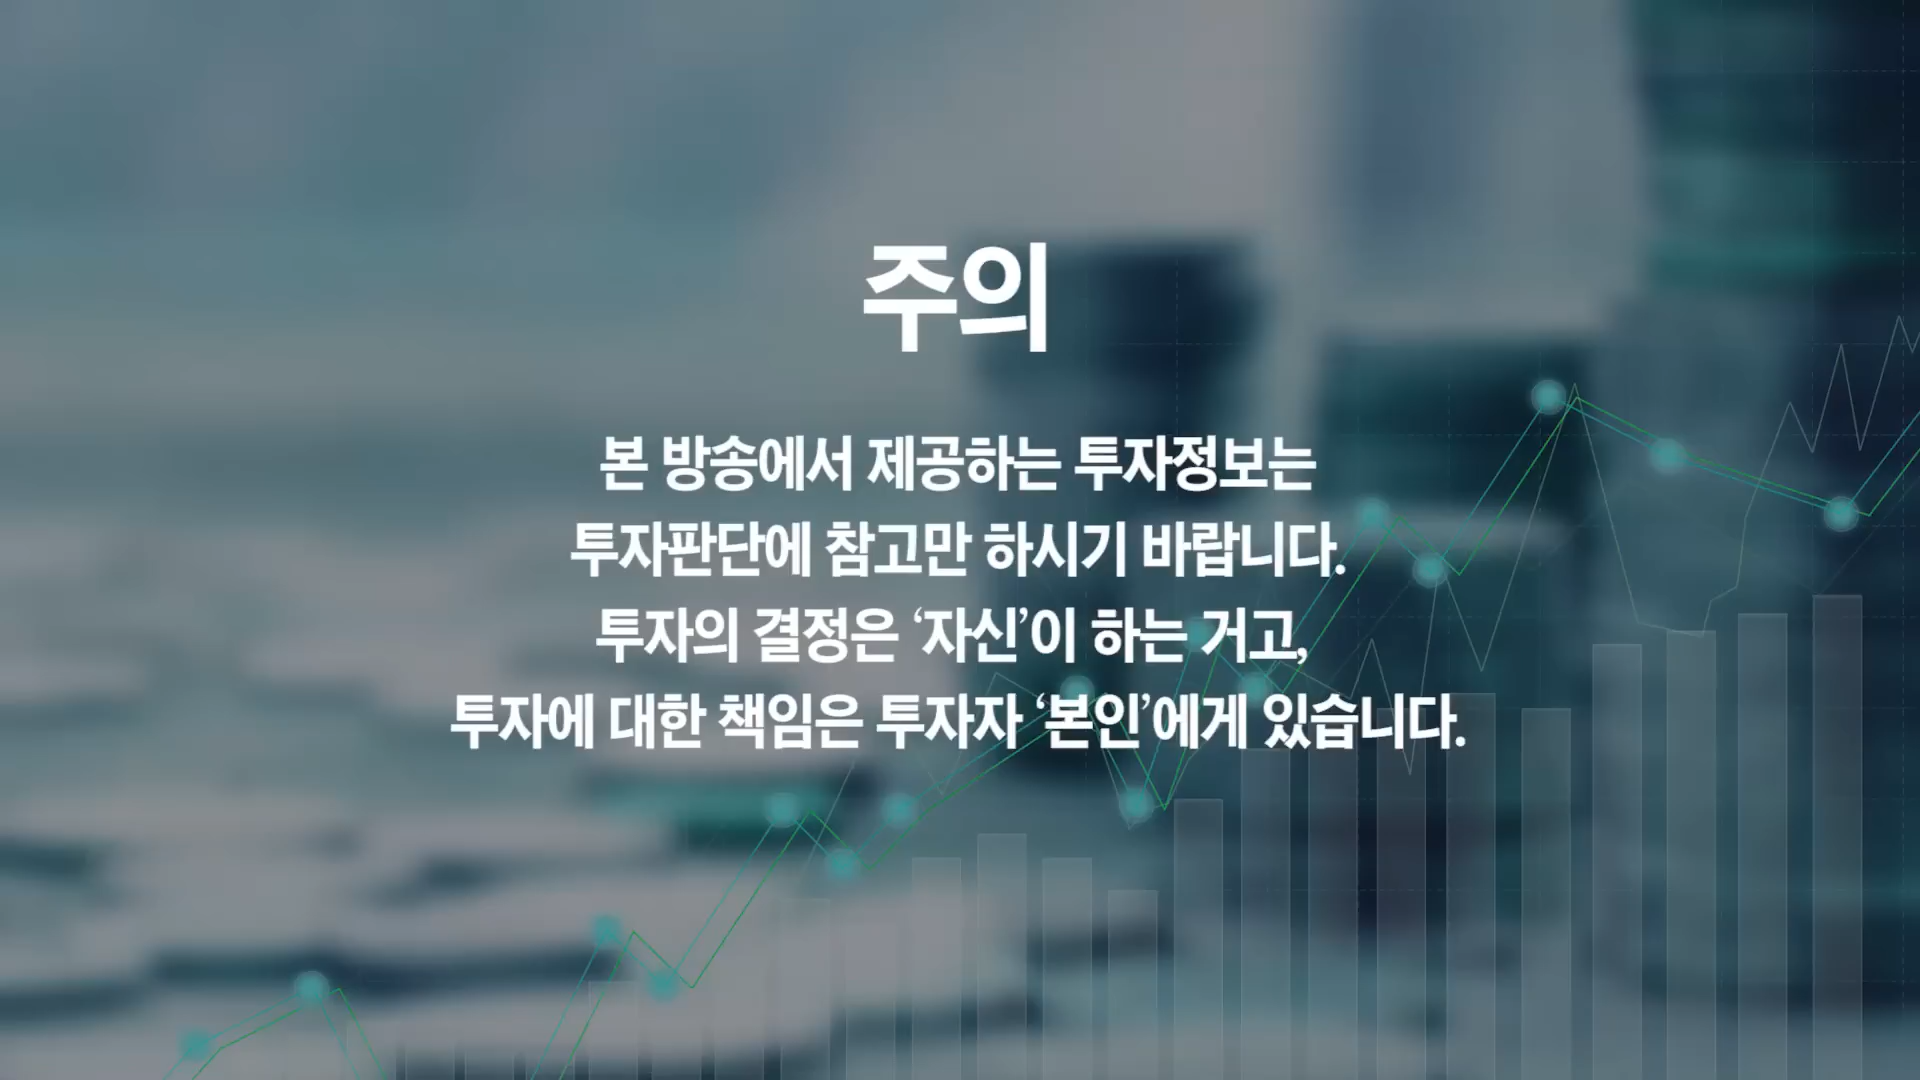 주의
본 방송에서 제공하는 투자정보는
투자판단에 참고만 하시기 바랍니다.
투자의 결정은 ‘자신’이 하는 거고,
투자에 대한 책임은 투자자 ‘본인’에게 있습니다.